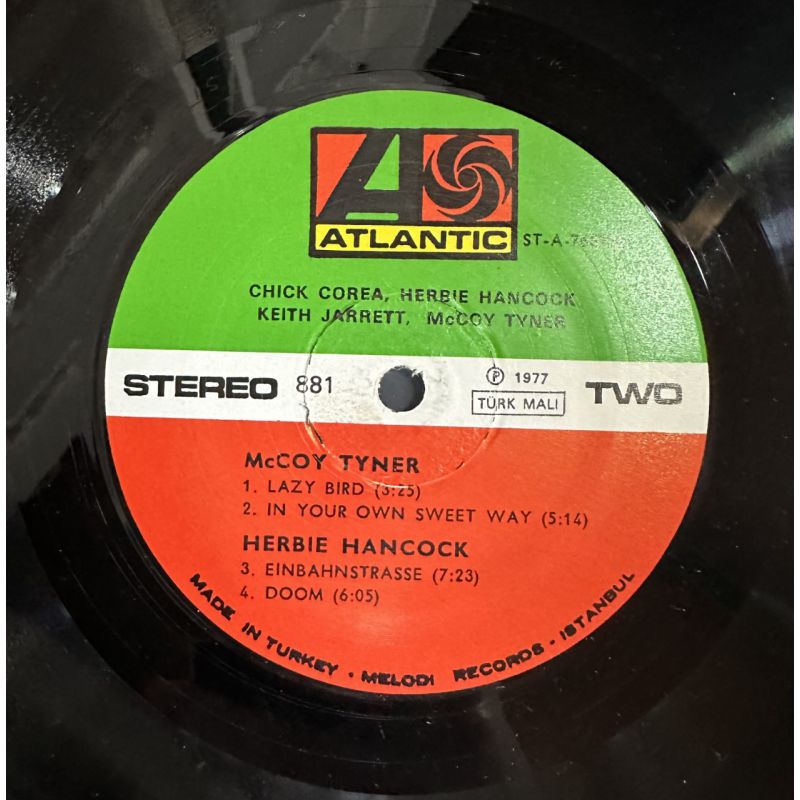 ATLANTIC
CHICK COREA, HERBIE HANCOCK
KEITH JARRETT, McCOY TYNER
STEREO 881 Ⓟ 1977 TWO
TÜRK MALI
McCOY TYNER
1. LAZY BIRD (3:25)
2. IN YOUR OWN SWEET WAY (5:14)
HERBIE HANCOCK
3. EINBAHNSTRASSE (7:23)
4. DOOM (6:05)
MADE IN TURKEY · MELODI RECORDS · ISTANBUL